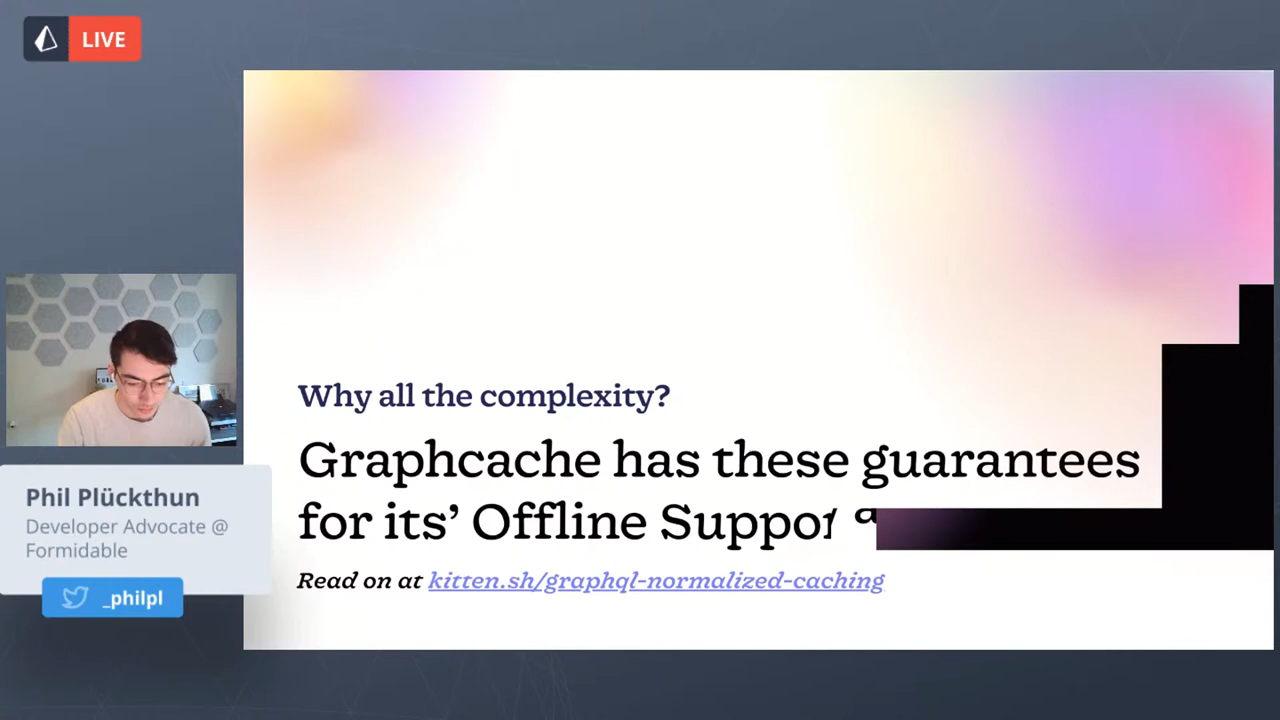 LIVE
Why all the complexity?
Graphcache has these guarantees
for its’ Offline
Read on at kitten.sh/graphql-normalized-caching
Phil Plückthun
Developer Advocate @
Formidable
_philpl